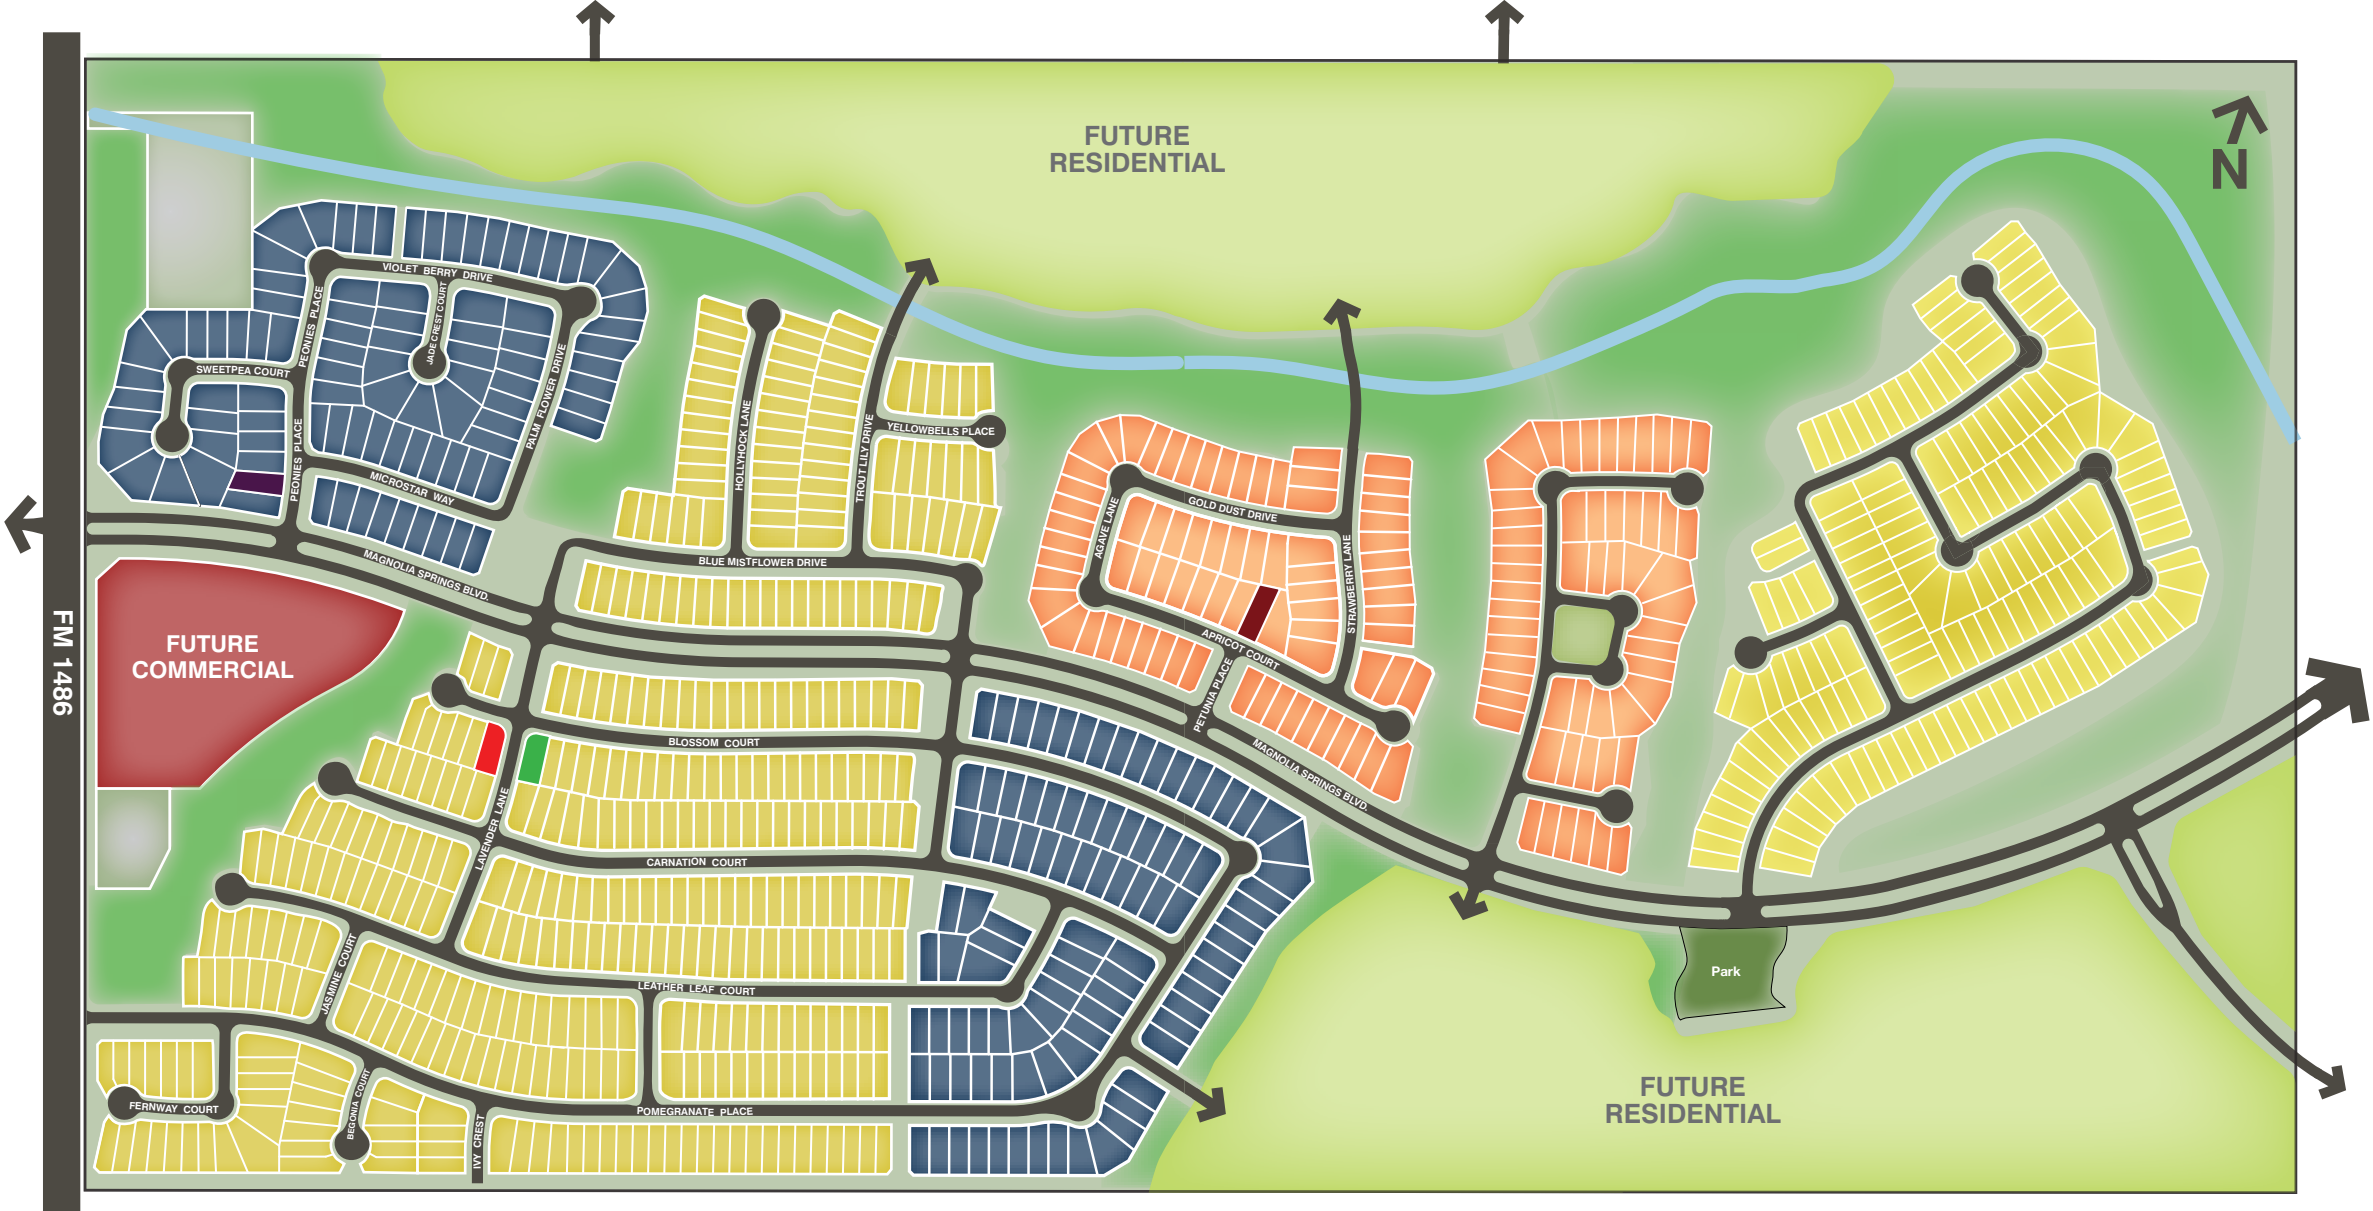 FUTURE
RESIDENTIAL
N
VIOLET BERRY DRIVE
PEONIES PLACE
JADE CREST COURT
SWEETPEA COURT
PALM FLOWER DRIVE
PEONIES PLACE
MICROSTAR WAY
HOLLYHOCK LANE
TROUT LILY DRIVE
YELLOWBELLS PLACE
GOLD DUST DRIVE
AGAVE LANE
STRAWBERRY LANE
MAGNOLIA SPRINGS BLVD.
BLUE MISTFLOWER DRIVE
FM 1486
FUTURE
COMMERCIAL
APRICOT COURT
PETUNIA PLACE
BLOSSOM COURT
MAGNOLIA SPRINGS BLVD.
LAVENDER LANE
CARNATION COURT
JASMINE COURT
LEATHER LEAF COURT
Park
FUTURE
RESIDENTIAL
FERNWAY COURT
BEGONIA COURT
POMEGRANATE PLACE
IVY CREST